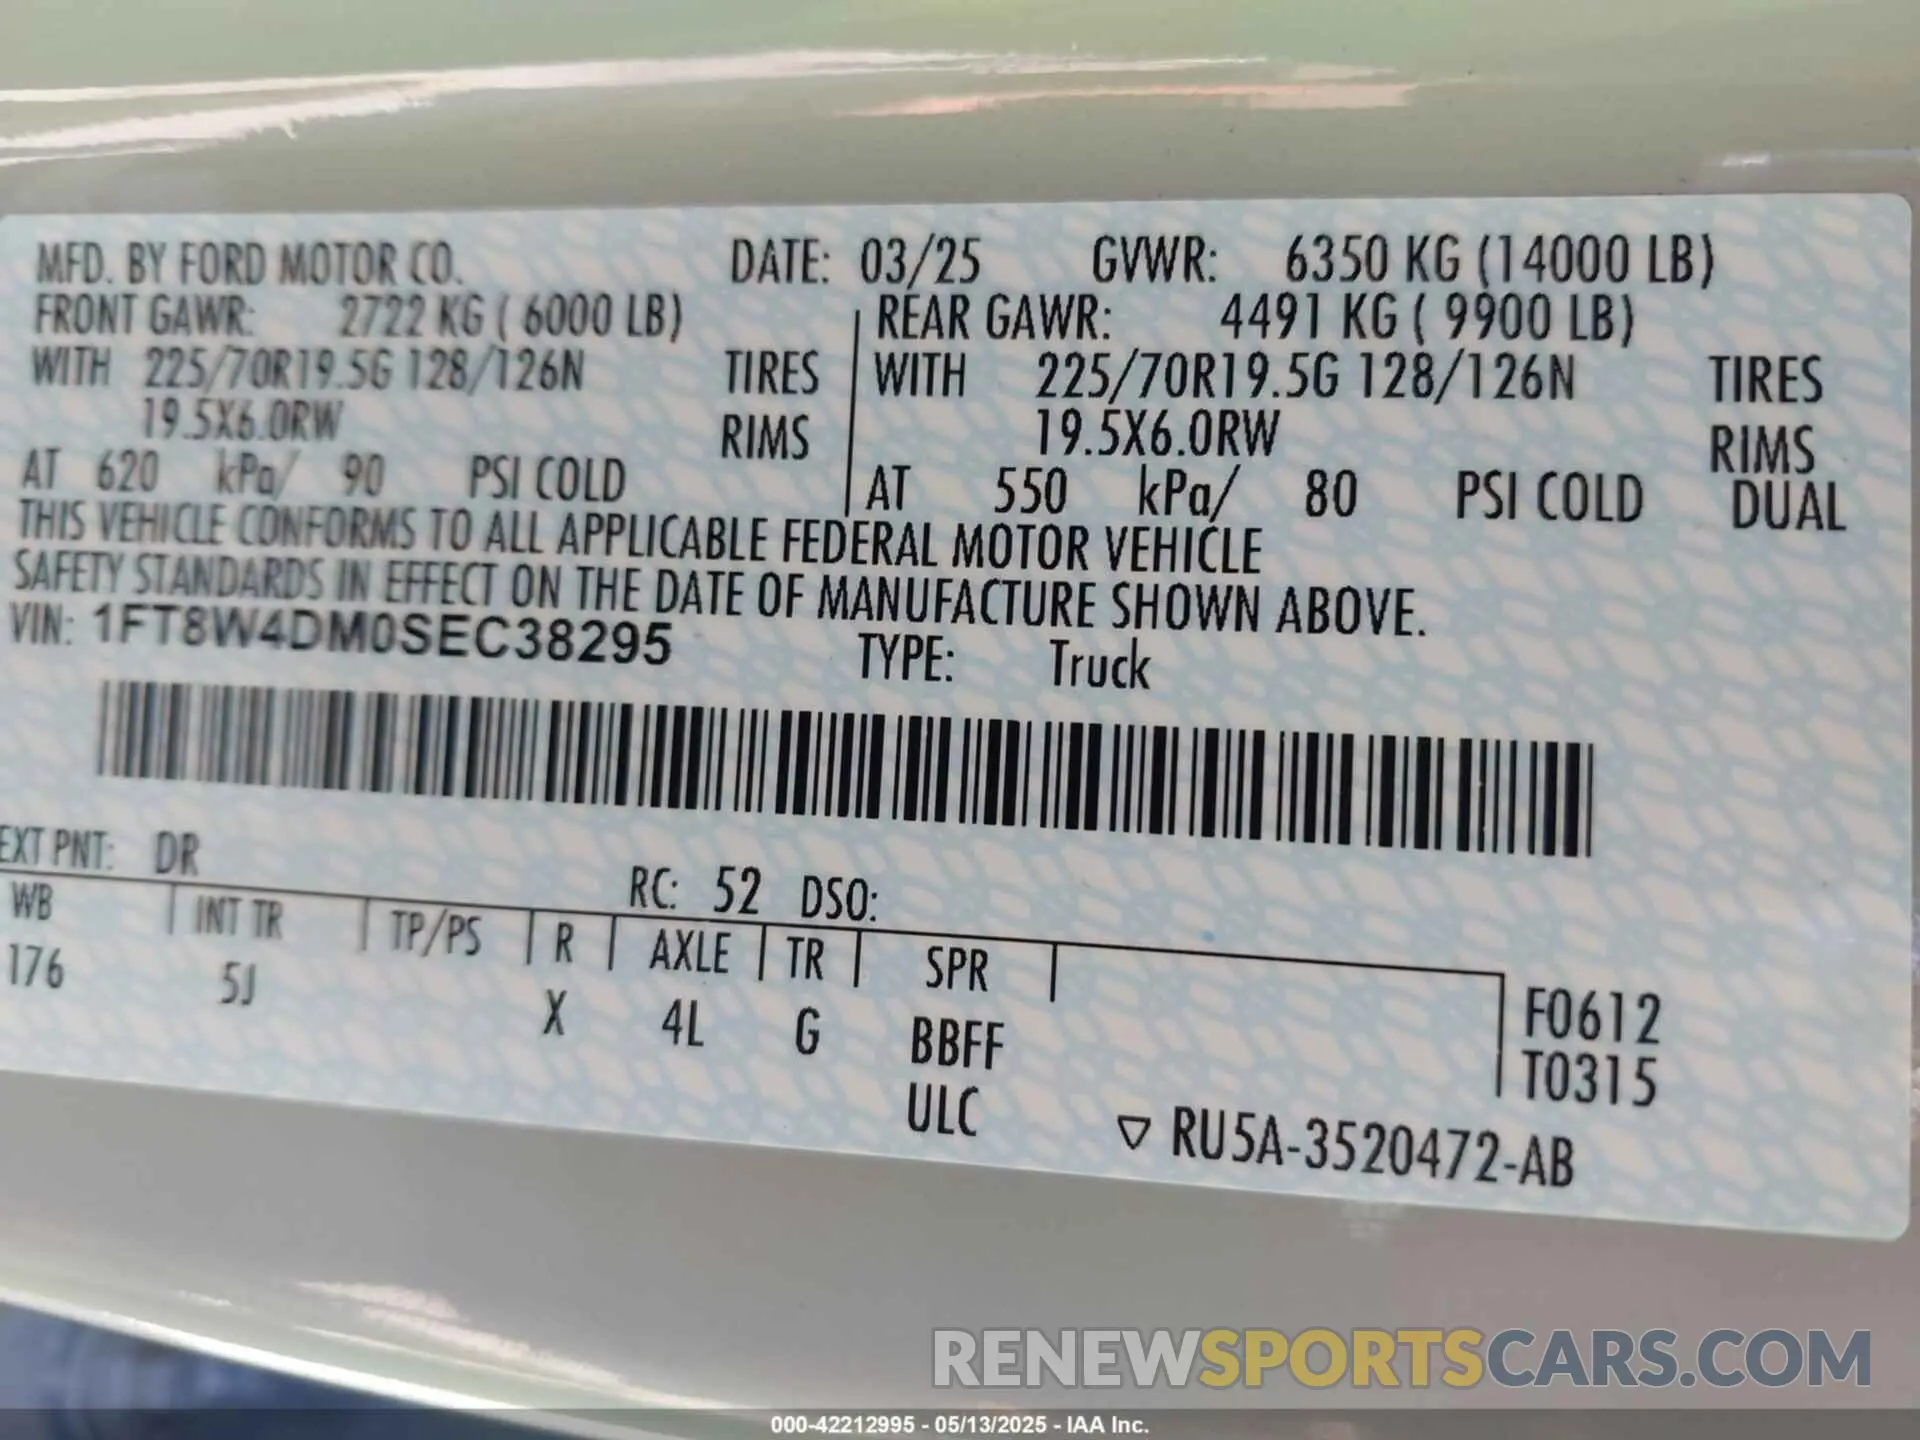 MFD. BY FORD MOTOR CO. DATE: 03/25 GVWR: 6350 KG (14000 LB)
FRONT GAWR: 2722 KG ( 6000 LB) REAR GAWR: 4491 KG ( 9900 LB)
WITH 225/70R19.5G 128/126N TIRES WITH 225/70R19.5G 128/126N TIRES
19.5X6.0RW RIMS 19.5X6.0RW RIMS
AT 620 kPa/ 90 PSI COLD AT 550 kPa/ 80 PSI COLD DUAL
THIS VEHICLE CONFORMS TO ALL APPLICABLE FEDERAL MOTOR VEHICLE
SAFETY STANDARDS IN EFFECT ON THE DATE OF MANUFACTURE SHOWN ABOVE.
VIN: 1FT8W4DM0SEC38295 TYPE: Truck
EXT PNT: DR RC: 52 DSO:
WB INT TR TP/PS R AXLE TR SPR
176 5J X 4L G BBFF F0612
ULC T0315
▽ RU5A-3520472-AB
RENEWSPORTSCARS.COM
000-42212995 - 05/13/2025 - IAA Inc.